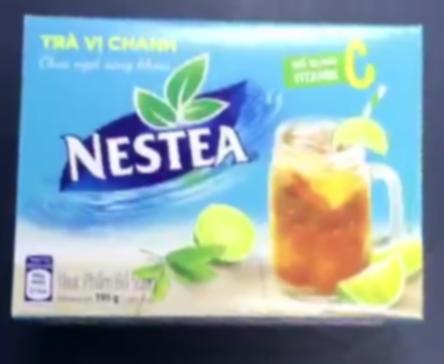 TRÀ VỊ CHANH
Chua ngọt sảng khoái
BỔ SUNG
VITAMIN C
NESTEA
Thực Phẩm Bổ Sung
195 g